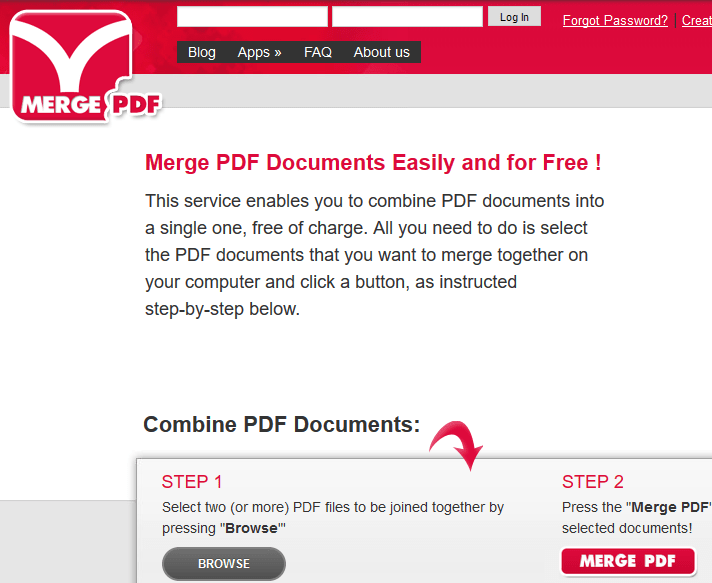 Log In
Forgot Password? Creat
Blog Apps » FAQ About us
MERGE PDF
Merge PDF Documents Easily and for Free !
This service enables you to combine PDF documents into
a single one, free of charge. All you need to do is select
the PDF documents that you want to merge together on
your computer and click a button, as instructed
step-by-step below.
Combine PDF Documents:
STEP 1
Select two (or more) PDF files to be joined together by
pressing "Browse"'
BROWSE
STEP 2
Press the "Merge PDF"
selected documents!
MERGE PDF